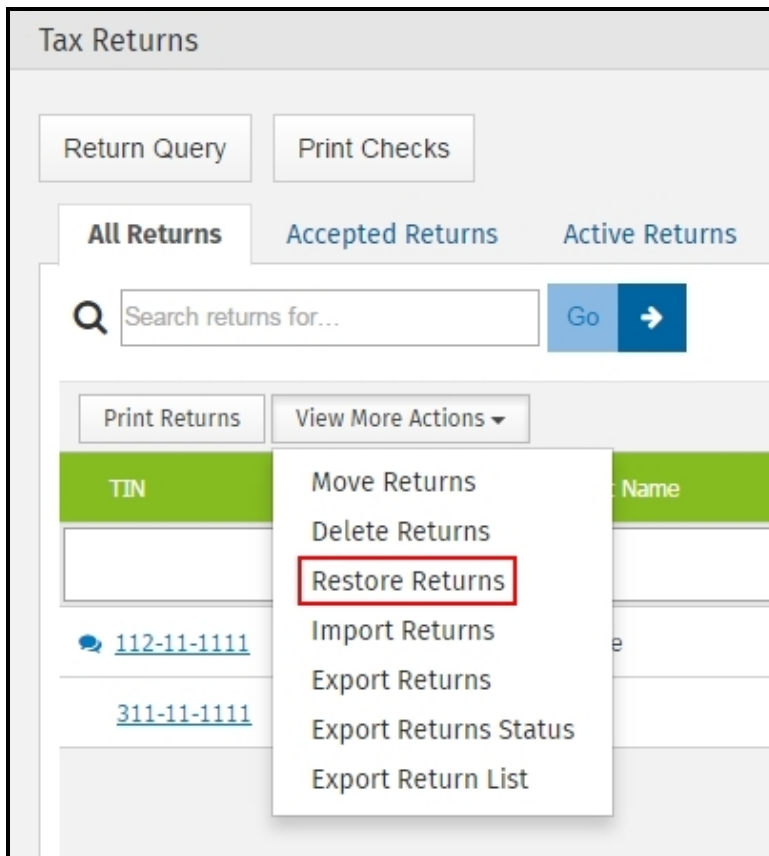 Tax Returns
Return Query Print Checks
All Returns Accepted Returns Active Returns
Search returns for... Go
Print Returns View More Actions
TIN Name
Move Returns
Delete Returns
Restore Returns
Import Returns
112-11-1111
Export Returns
311-11-1111
Export Returns Status
Export Return List